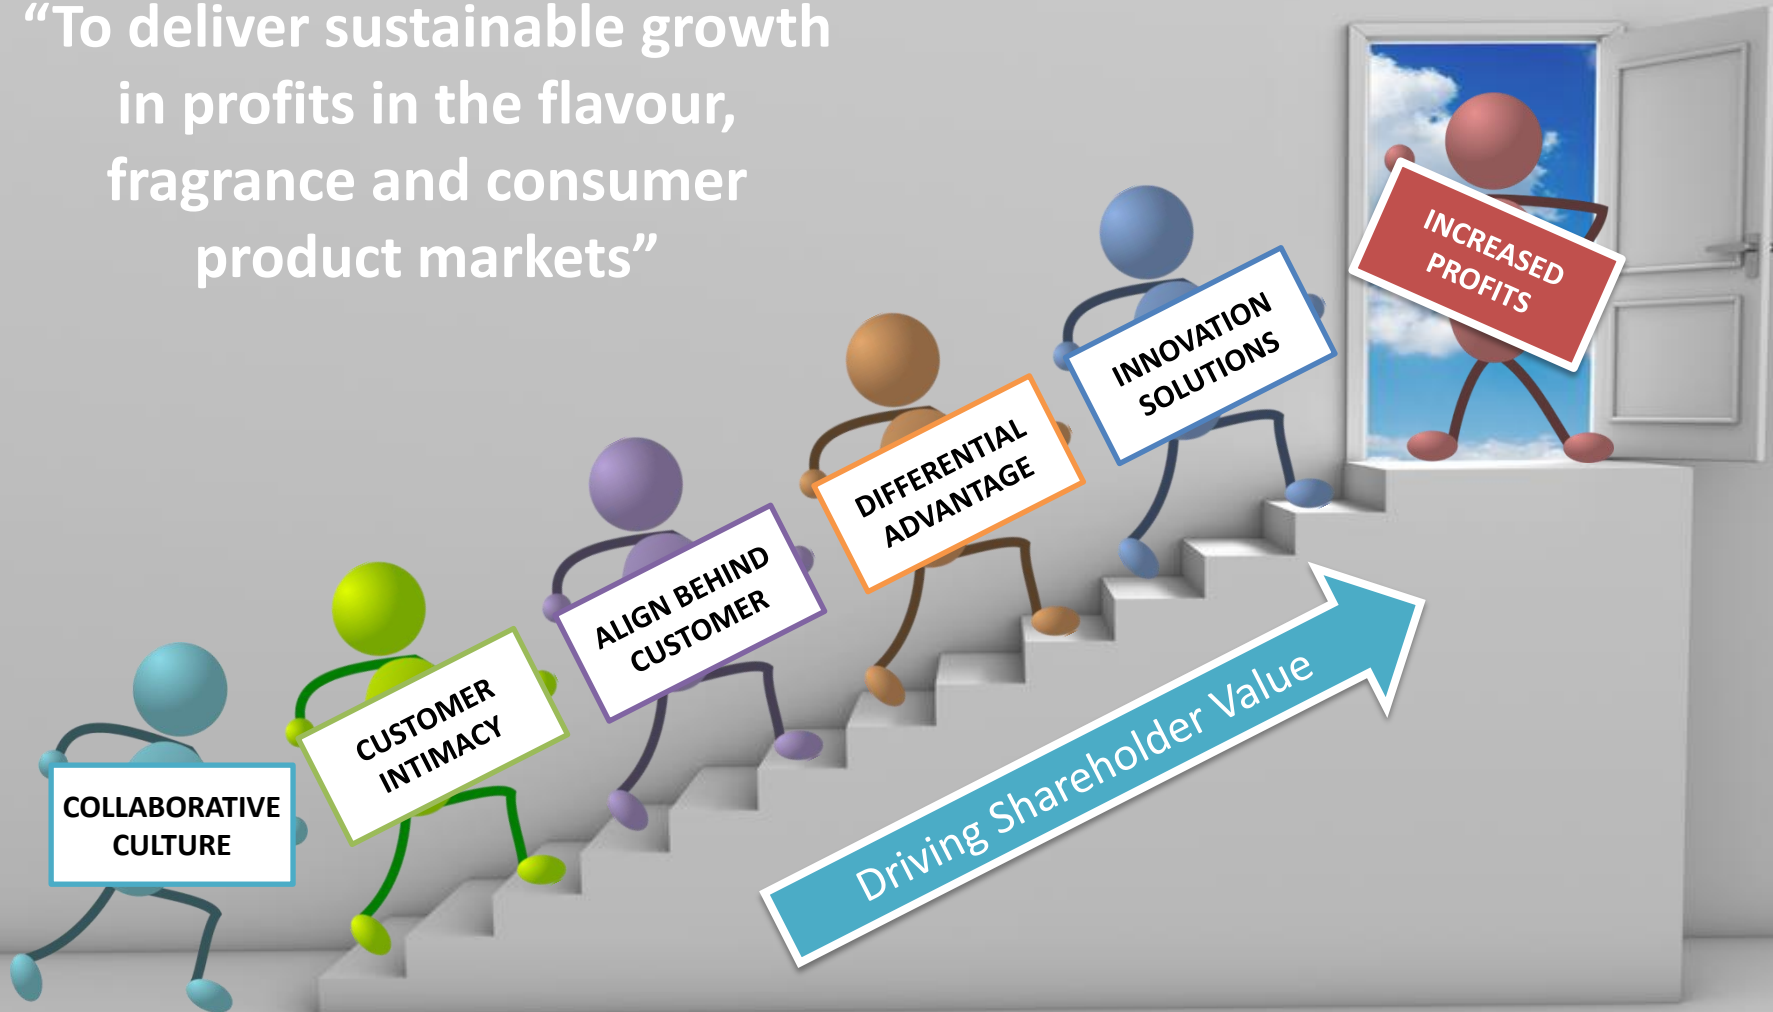 “To deliver sustainable growth
in profits in the flavour,
fragrance and consumer
product markets”
COLLABORATIVE
CULTURE
CUSTOMER
INTIMACY
ALIGN BEHIND
CUSTOMER
DIFFERENTIAL
ADVANTAGE
INNOVATION
SOLUTIONS
INCREASED
PROFITS
Driving Shareholder Value